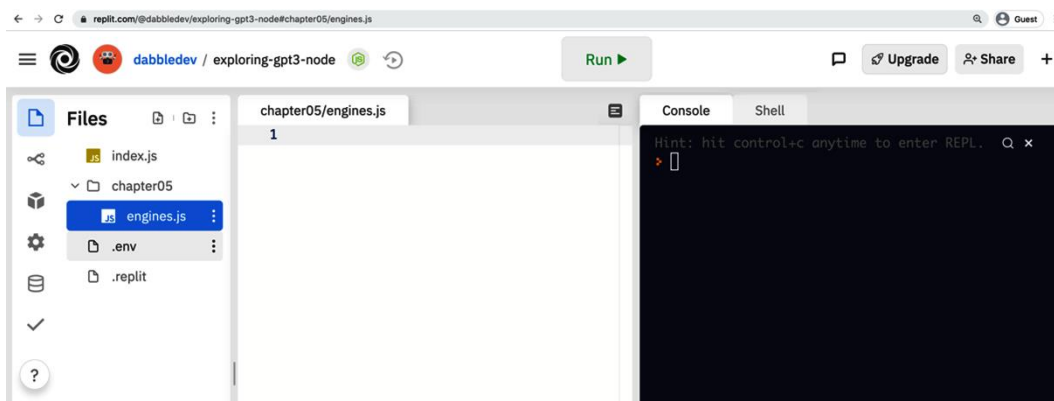 replit.com/@dabbledev/exploring-gpt3-node#chapter05/engines.js
Guest
dabbledev / exploring-gpt3-node
Run
Upgrade
Share
+
Files
chapter05/engines.js
Console
Shell
JS index.js
chapter05
JS engines.js
.env
.replit
?
1
Hint: hit control+c anytime to enter REPL.